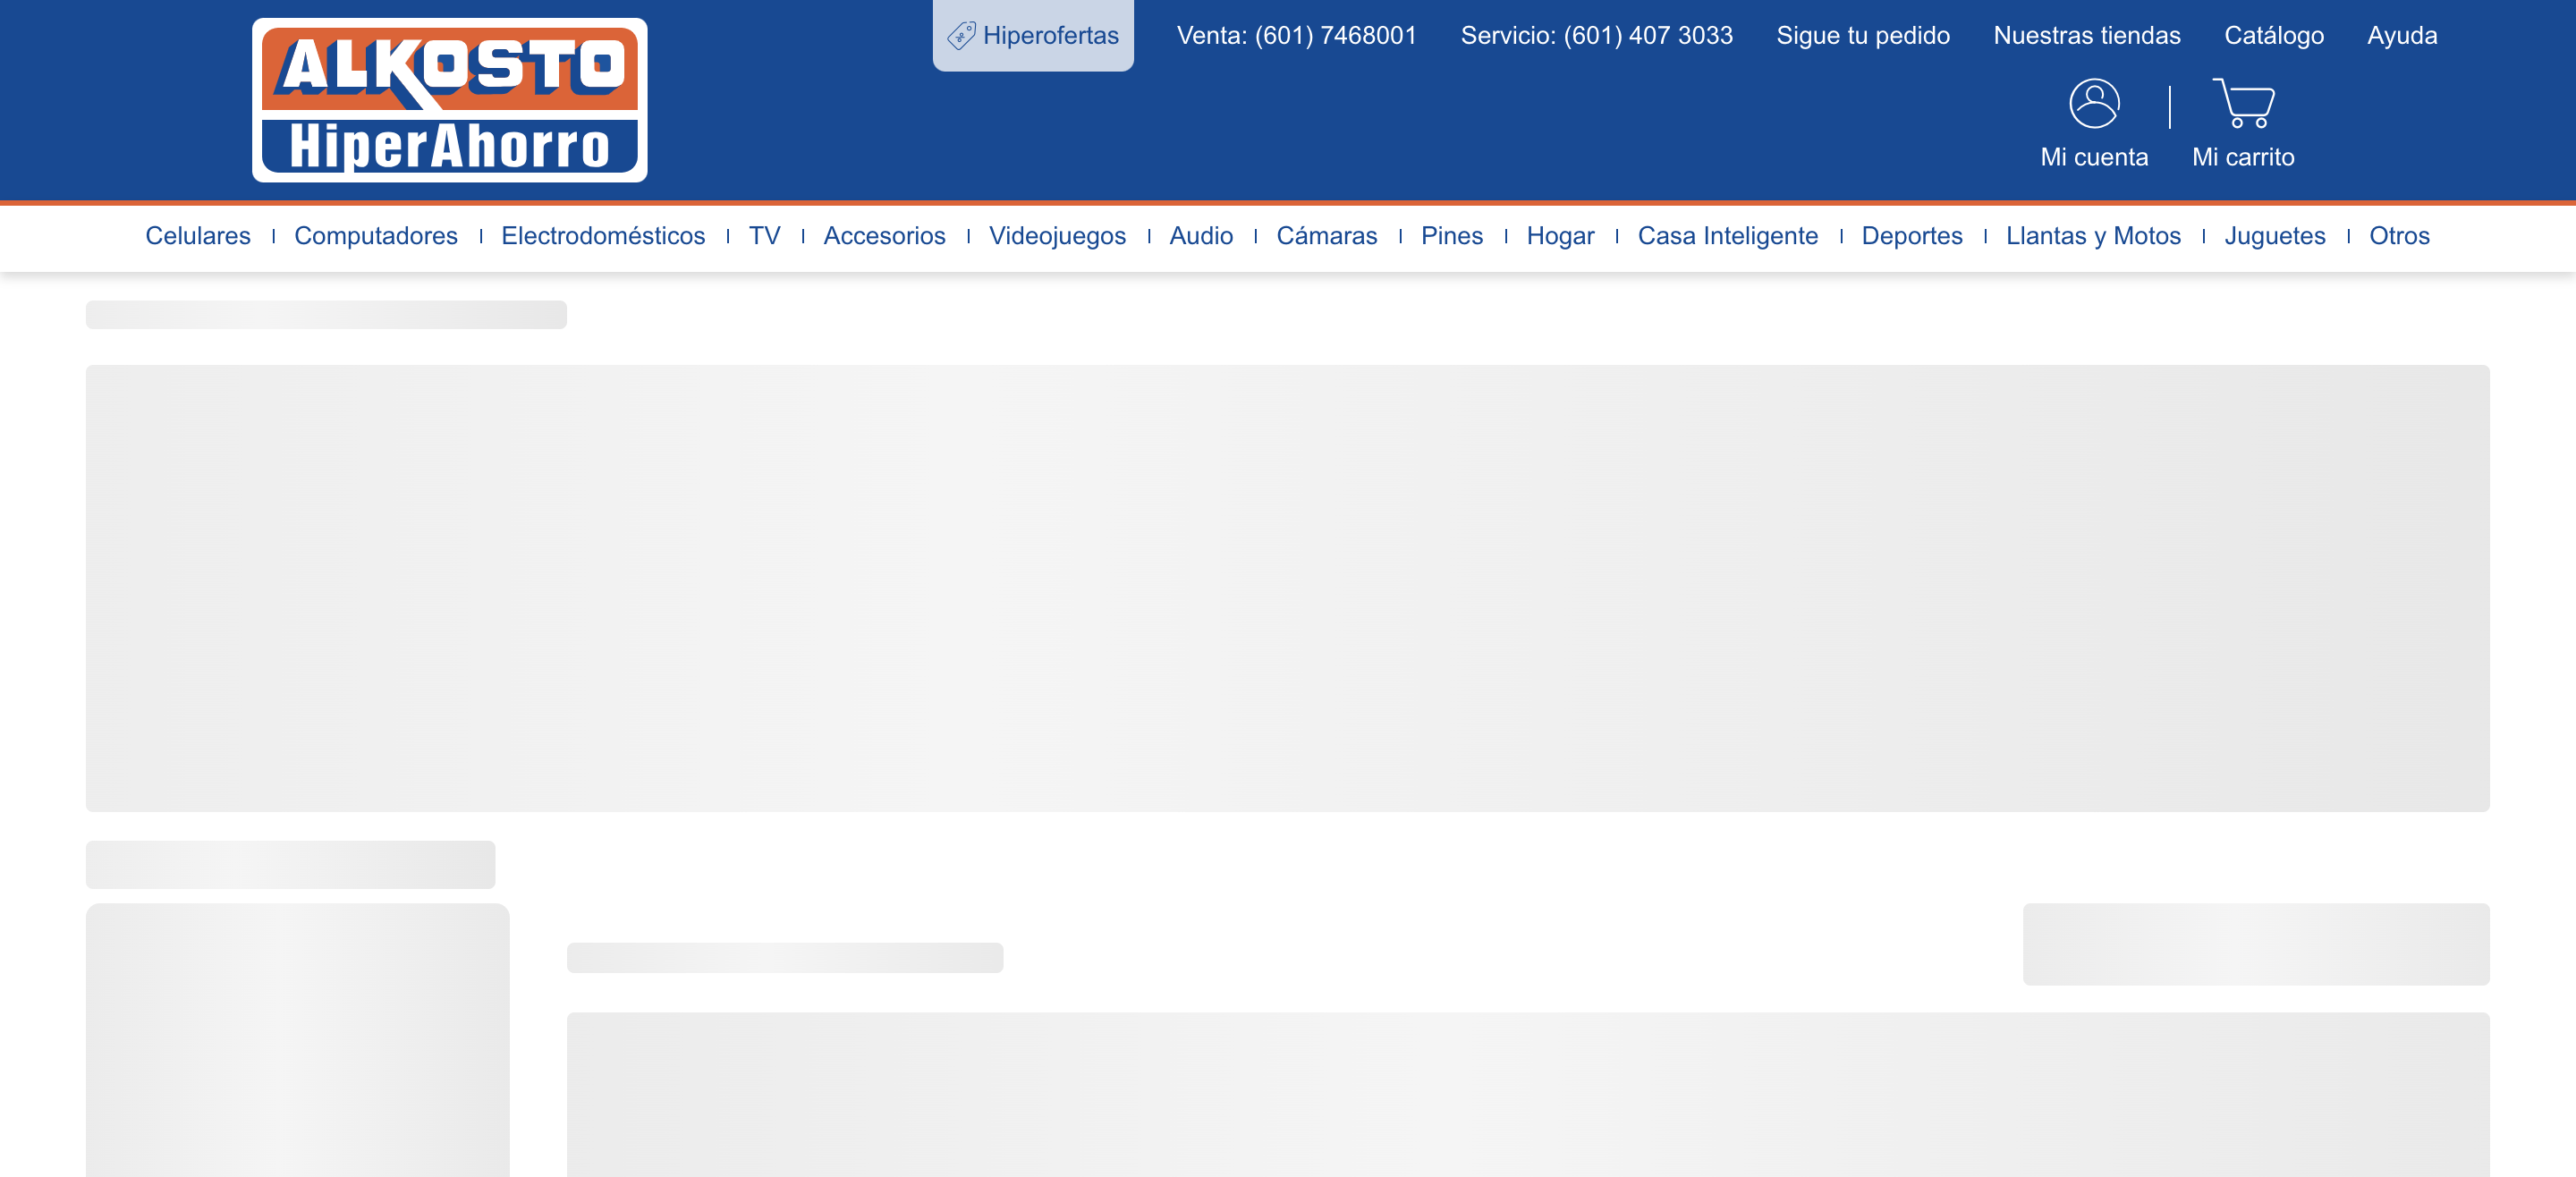 ALKOSTO
HiperAhorro
Hiperofertas Venta: (601) 7468001 Servicio: (601) 407 3033 Sigue tu pedido Nuestras tiendas Catálogo Ayuda
Mi cuenta Mi carrito
Celulares Computadores Electrodomésticos TV Accesorios Videojuegos Audio Cámaras Pines Hogar Casa Inteligente Deportes Llantas y Motos Juguetes Otros